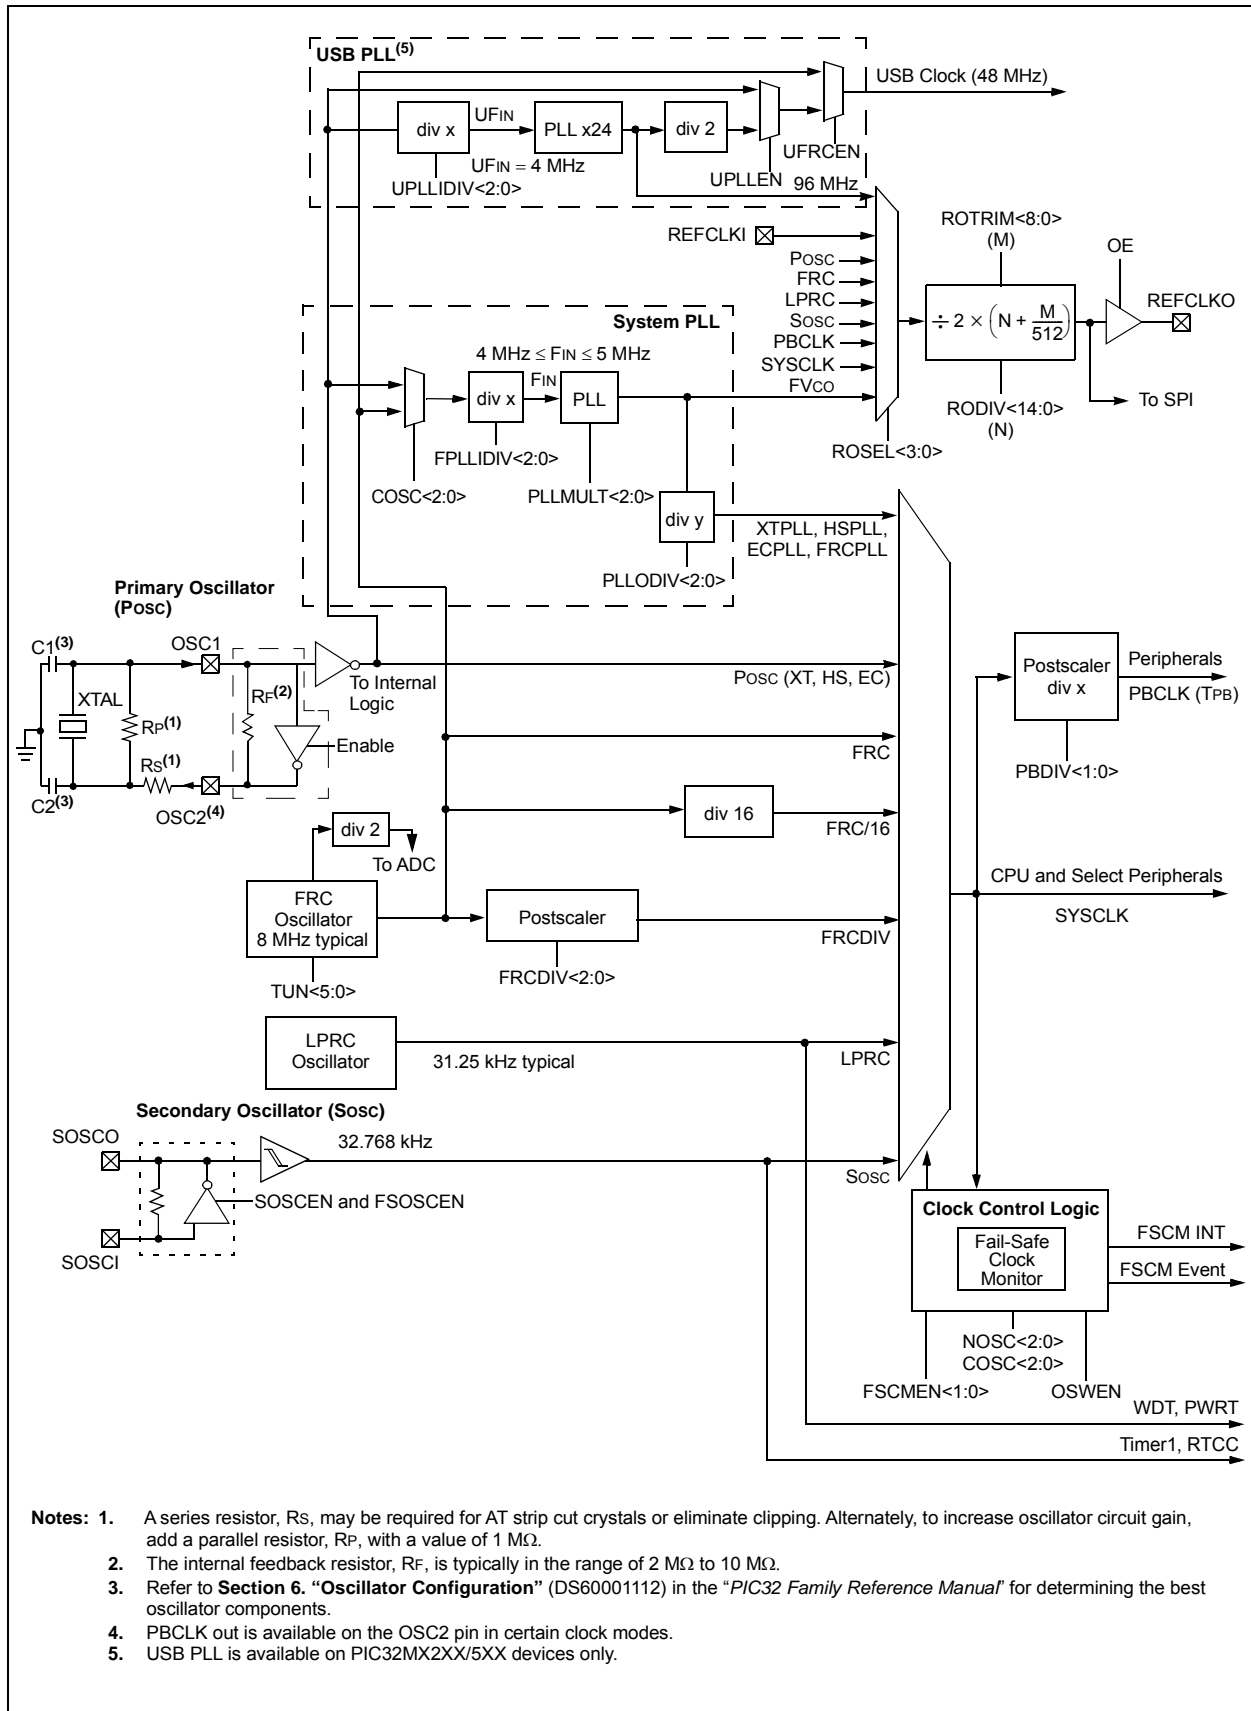 USB PLL(5)
USB Clock (48 MHz)
div x
UFIN
PLL x24
div 2
UFRCEN
UFIN = 4 MHz
UPLLIDIV<2:0>
UPLLEN
96 MHz
REFCLKI
ROTRIM<8:0>
(M)
OE
POSC
FRC
LPRC
SOSC
PBCLK
SYSCLK
FVCO
÷ 2 × (N + M/512)
REFCLKO
RODIV<14:0>
(N)
To SPI
ROSEL<3:0>
System PLL
4 MHz ≤ FIN ≤ 5 MHz
FIN
div x
PLL
FPLLIDIV<2:0>
COSC<2:0>
PLLMULT<2:0>
div y
XTPLL, HSPLL,
ECPLL, FRCPLL
PLLODIV<2:0>
Primary Oscillator
(POSC)
C1(3)
OSC1
XTAL
RP(1)
RF(2)
To Internal
Logic
Enable
RS(1)
C2(3)
OSC2(4)
POSC (XT, HS, EC)
Postscaler
div x
Peripherals
PBCLK (TPB)
PBDIV<1:0>
FRC
div 16
FRC/16
div 2
To ADC
FRC
Oscillator
8 MHz typical
TUN<5:0>
Postscaler
FRCDIV<2:0>
FRCDIV
CPU and Select Peripherals
SYSCLK
LPRC
Oscillator
31.25 kHz typical
LPRC
Secondary Oscillator (SOSC)
SOSCO
32.768 kHz
SOSCEN and FSOSCEN
SOSCI
SOSC
Clock Control Logic
Fail-Safe
Clock
Monitor
FSCM INT
FSCM Event
NOSC<2:0>
COSC<2:0>
FSCMEN<1:0>
OSWEN
WDT, PWRT
Timer1, RTCC
Notes: 1. A series resistor, RS, may be required for AT strip cut crystals or eliminate clipping. Alternately, to increase oscillator circuit gain,
add a parallel resistor, RP, with a value of 1 MΩ.
2. The internal feedback resistor, RF, is typically in the range of 2 MΩ to 10 MΩ.
3. Refer to Section 6. “Oscillator Configuration” (DS60001112) in the “PIC32 Family Reference Manual” for determining the best
oscillator components.
4. PBCLK out is available on the OSC2 pin in certain clock modes.
5. USB PLL is available on PIC32MX2XX/5XX devices only.